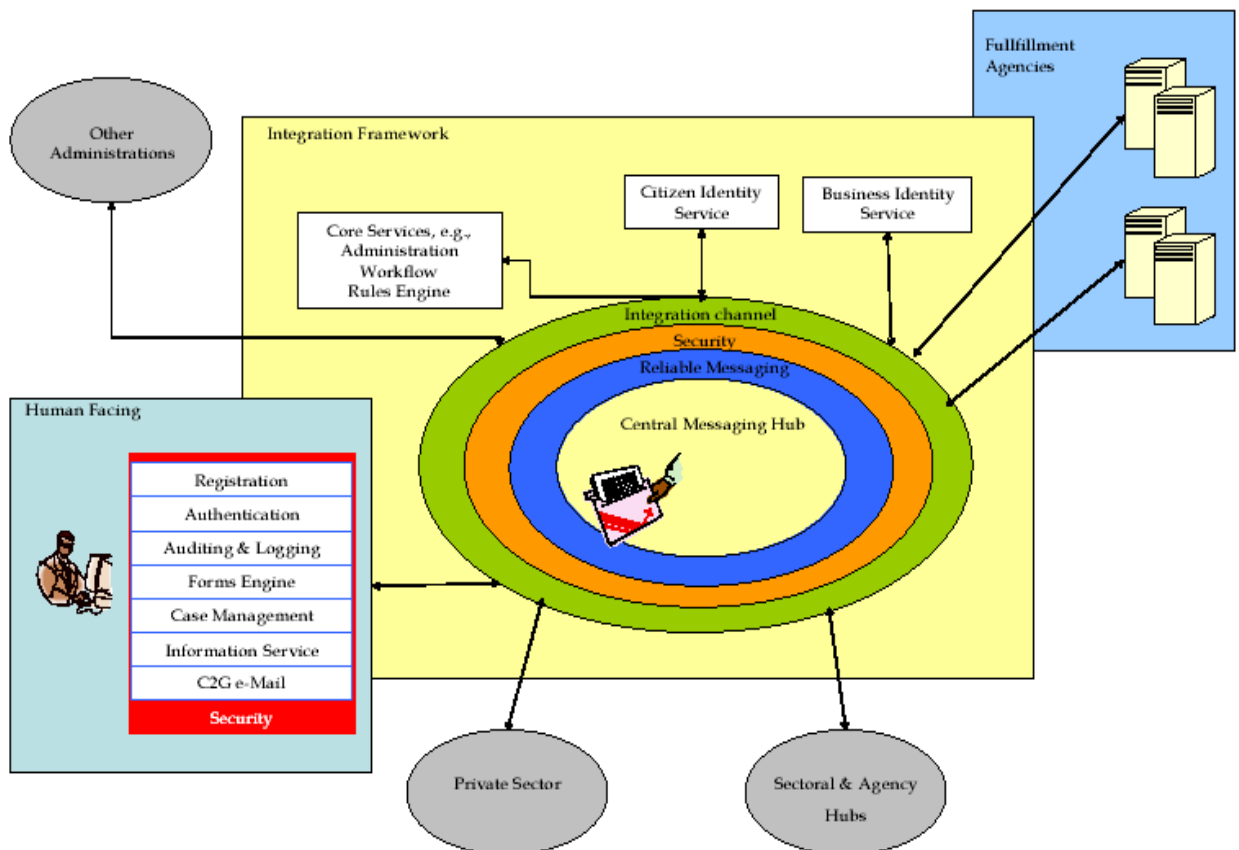 Fullfillment
Agencies
Other
Administrations
Integration Framework
Citizen Identity
Service
Business Identity
Service
Core Services, e.g.,
Administration
Workflow
Rules Engine
Integration channel
Security
Reliable Messaging
Central Messaging Hub
Human Facing
Registration
Authentication
Auditing & Logging
Forms Engine
Case Management
Information Service
C2G e-Mail
Security
Private Sector
Sectoral & Agency
Hubs